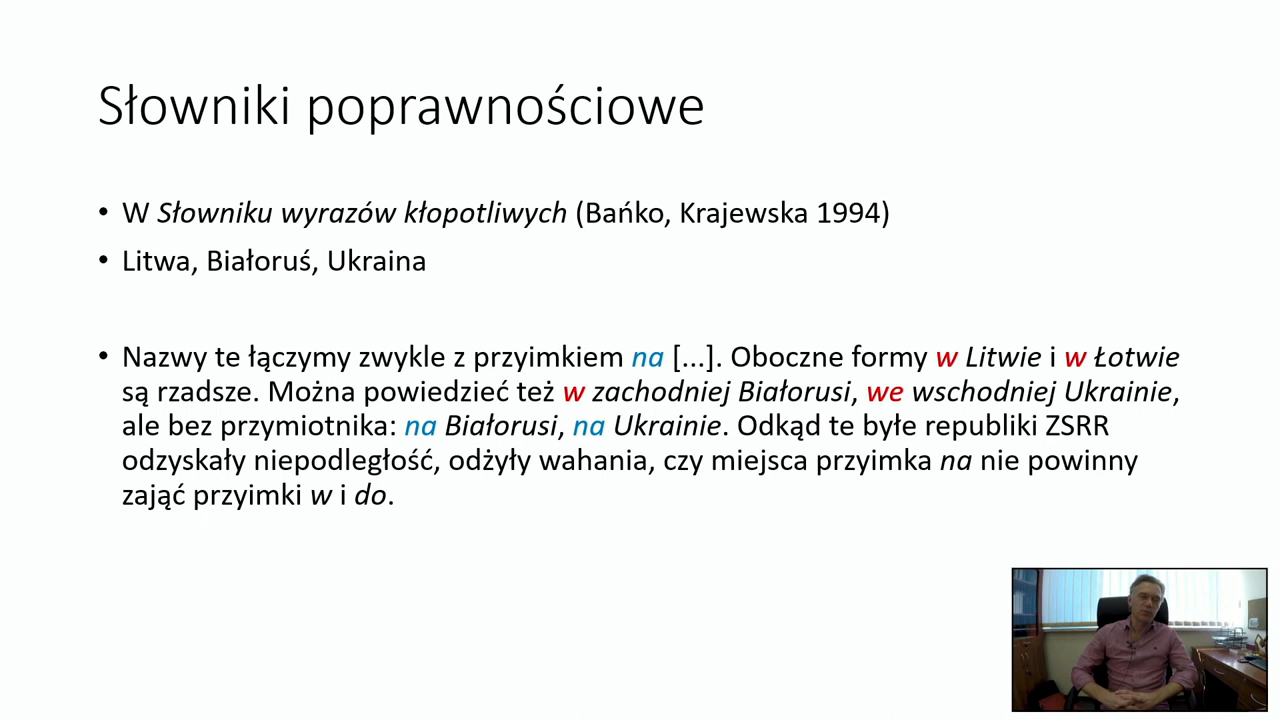 Słowniki poprawnościowe
• W Słowniku wyrazów kłopotliwych (Bańko, Krajewska 1994)
• Litwa, Białoruś, Ukraina
• Nazwy te łączymy zwykle z przyimkiem na [...]. Oboczne formy w Litwie i w Łotwie
są rzadsze. Można powiedzieć też w zachodniej Białorusi, we wschodniej Ukrainie,
ale bez przymiotnika: na Białorusi, na Ukrainie. Odkąd te byłe republiki ZSRR
odzyskały niepodległość, odżyły wahania, czy miejsca przyimka na nie powinny
zająć przyimki w i do.